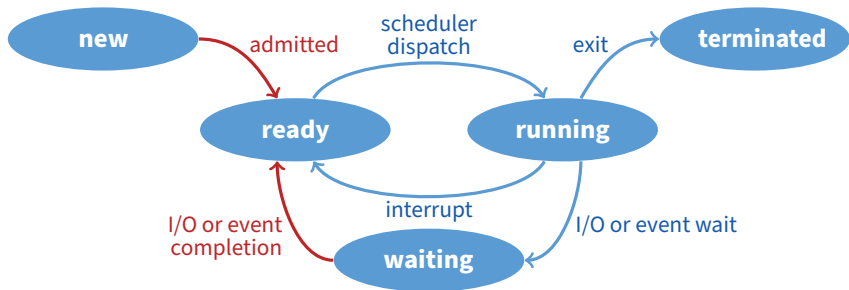 new
admitted
scheduler
dispatch
exit
terminated
ready
running
I/O or event
completion
interrupt
I/O or event wait
waiting